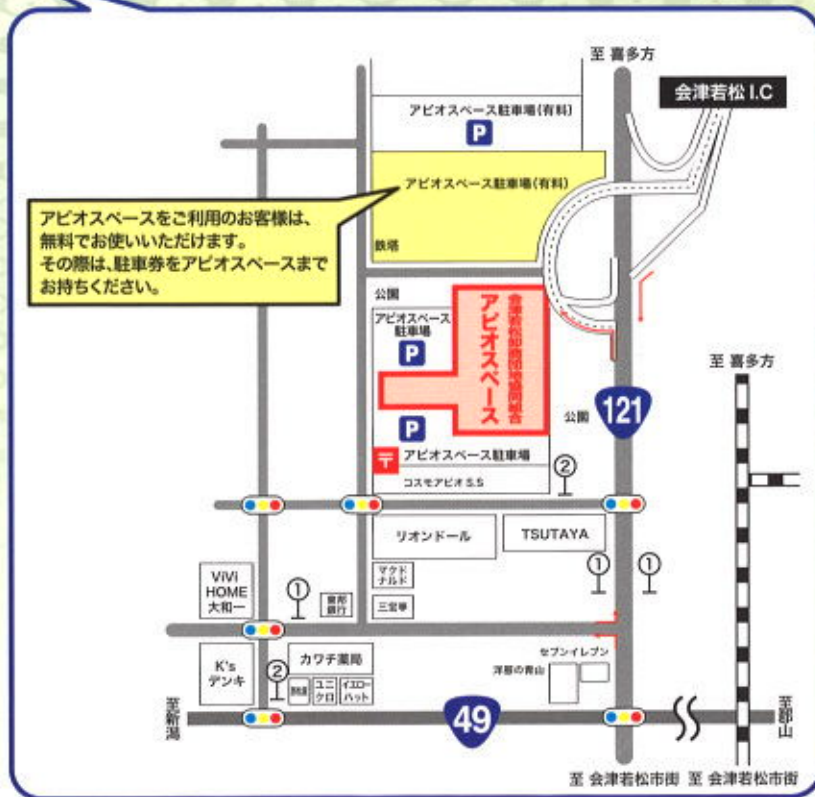 至 喜多方
会津若松 I.C
アピオスペース駐車場(有料)
P
アピオスペース駐車場(有料)
アピオスペースをご利用のお客様は、
無料でお使いいただけます。
その際は、駐車券をアピオスペースまで
お持ちください。
鉄塔
公園
アピオスペース
駐車場
P
会津若松卸商団地協同組合
アピオスペース
至 喜多方
公園
121
P
〒
アピオスペース駐車場
コスモアピオ S.S
②
リオンドール
TSUTAYA
マクド
ナルド
ViVi
HOME
大和一
①
銀行
①
①
K's
デンキ
カワチ薬局
②
ユニ
クロ
イエロー
ハット
セブンイレブン
洋服の青山
至新潟
49
至郡山
至 会津若松市街
至 会津若松市街